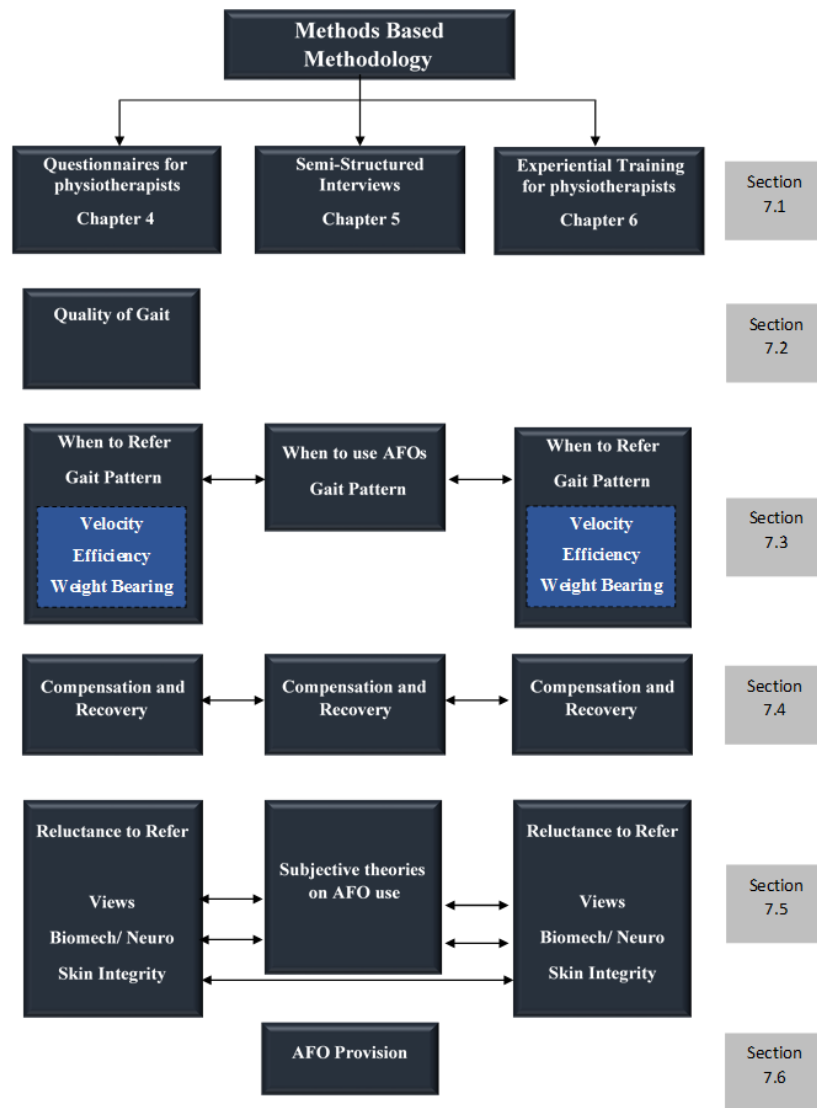 Methods Based
Methodology
Questionnaires for
physiotherapists
Chapter 4
Semi-Structured
Interviews
Chapter 5
Experiential Training
for physiotherapists
Chapter 6
Section
7.1
Quality of Gait
Section
7.2
When to Refer
Gait Pattern
Velocity
Efficiency
Weight Bearing
When to use AFOs
Gait Pattern
When to Refer
Gait Pattern
Velocity
Efficiency
Weight Bearing
Section
7.3
Compensation and
Recovery
Compensation and
Recovery
Compensation and
Recovery
Section
7.4
Reluctance to Refer
Views
Biomech/ Neuro
Skin Integrity
Subjective theories
on AFO use
Reluctance to Refer
Views
Biomech/ Neuro
Skin Integrity
Section
7.5
AFO Provision
Section
7.6